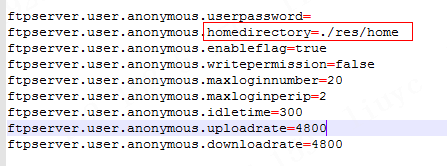 ftpserver.user.anonymous.userpassword=
ftpserver.user.anonymous.homedirectory=./res/home
ftpserver.user.anonymous.enableflag=true
ftpserver.user.anonymous.writepermission=false
ftpserver.user.anonymous.maxloginnumber=20
ftpserver.user.anonymous.maxloginperip=2
ftpserver.user.anonymous.idletime=300
ftpserver.user.anonymous.uploadrate=4800
ftpserver.user.anonymous.downloadrate=4800